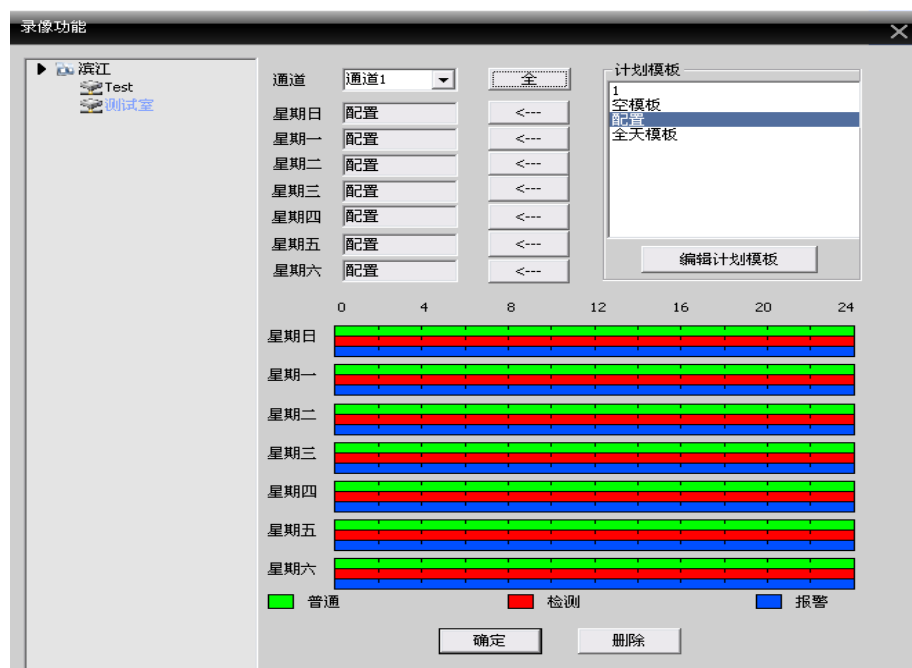 录像功能
滨江
Test
测试室
通道 通道1 全
星期日 配置 <---
星期一 配置 <---
星期二 配置 <---
星期三 配置 <---
星期四 配置 <---
星期五 配置 <---
星期六 配置 <---
计划模板
1
空模板
配置
全天模板
编辑计划模板
0 4 8 12 16 20 24
星期日
星期一
星期二
星期三
星期四
星期五
星期六
普通 检测 报警
确定 删除